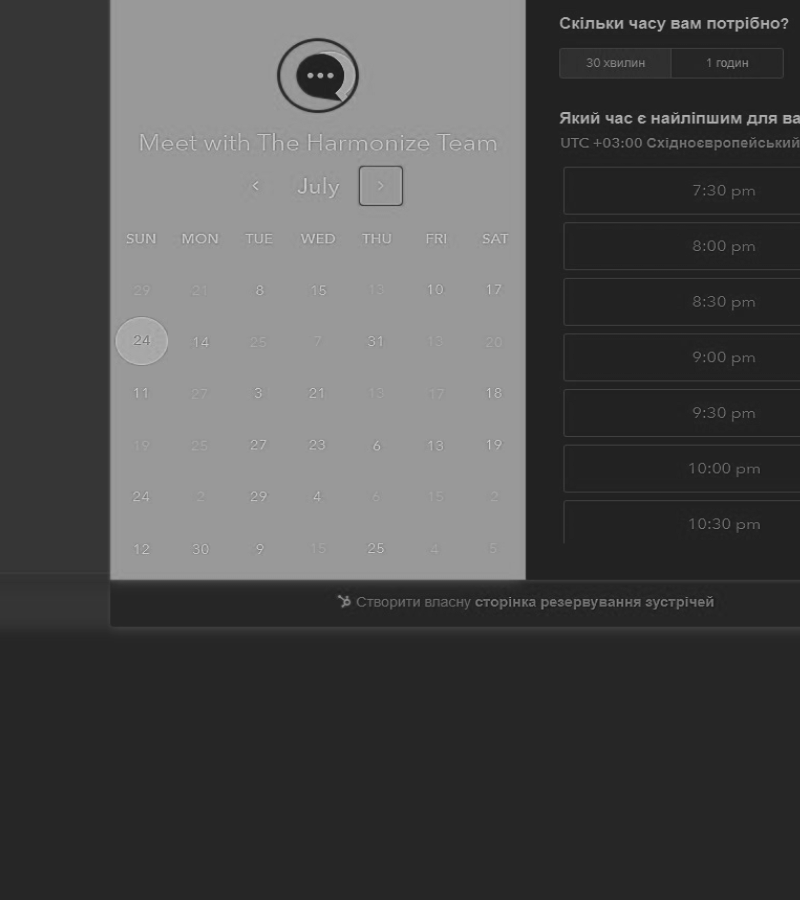 Meet with The Harmonize Team
July
SUN MON TUE WED THU FRI SAT
29 21 8 15 13 10 17
24 14 25 7 31 13 20
11 27 3 21 13 17 18
19 25 27 23 6 13 19
24 2 29 4 6 15 2
12 30 9 15 25 4 5
Скільки часу вам потрібно?
30 хвилин 1 годин
Який час є найліпшим для ва
UTC +03:00 Східноєвропейський
7:30 pm
8:00 pm
8:30 pm
9:00 pm
9:30 pm
10:00 pm
10:30 pm
Створити власну сторінка резервування зустрічей